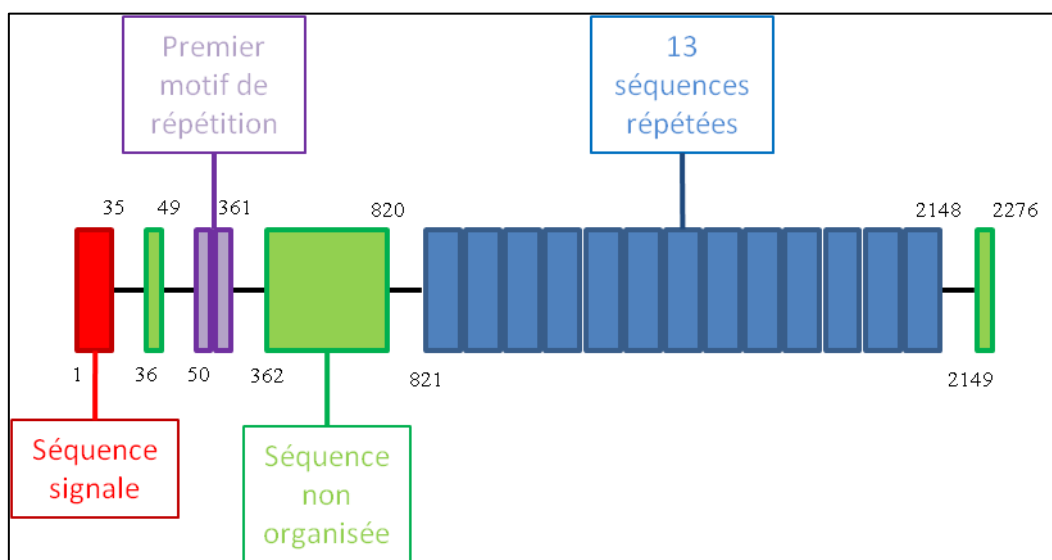 Premier
motif de
répétition
13
séquences
répétées
35 49 361 820 2148 2276
1 36 50 362 821 2149
Séquence
signale
Séquence
non
organisée